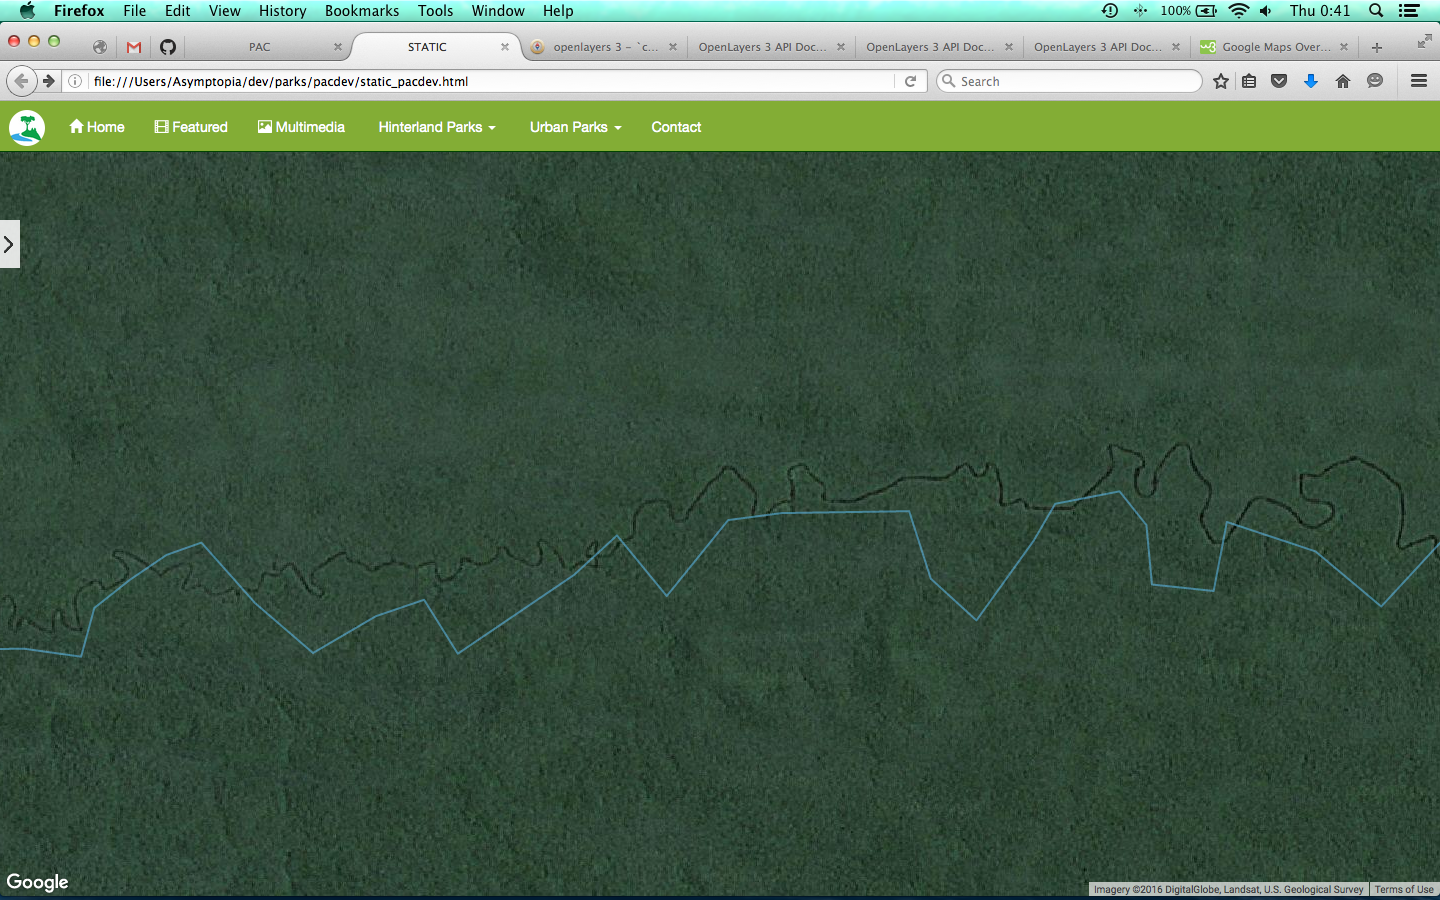 Firefox File Edit View History Bookmarks Tools Window Help 100% Thu 0:41
PAC STATIC openlayers 3 - `c... OpenLayers 3 API Doc... OpenLayers 3 API Doc... OpenLayers 3 API Doc... Google Maps Over...
file:///Users/Asymptopia/dev/parks/pacdev/static_pacdev.html Search
Home Featured Multimedia Hinterland Parks Urban Parks Contact
Google
Imagery ©2016 DigitalGlobe, Landsat, U.S. Geological Survey Terms of Use